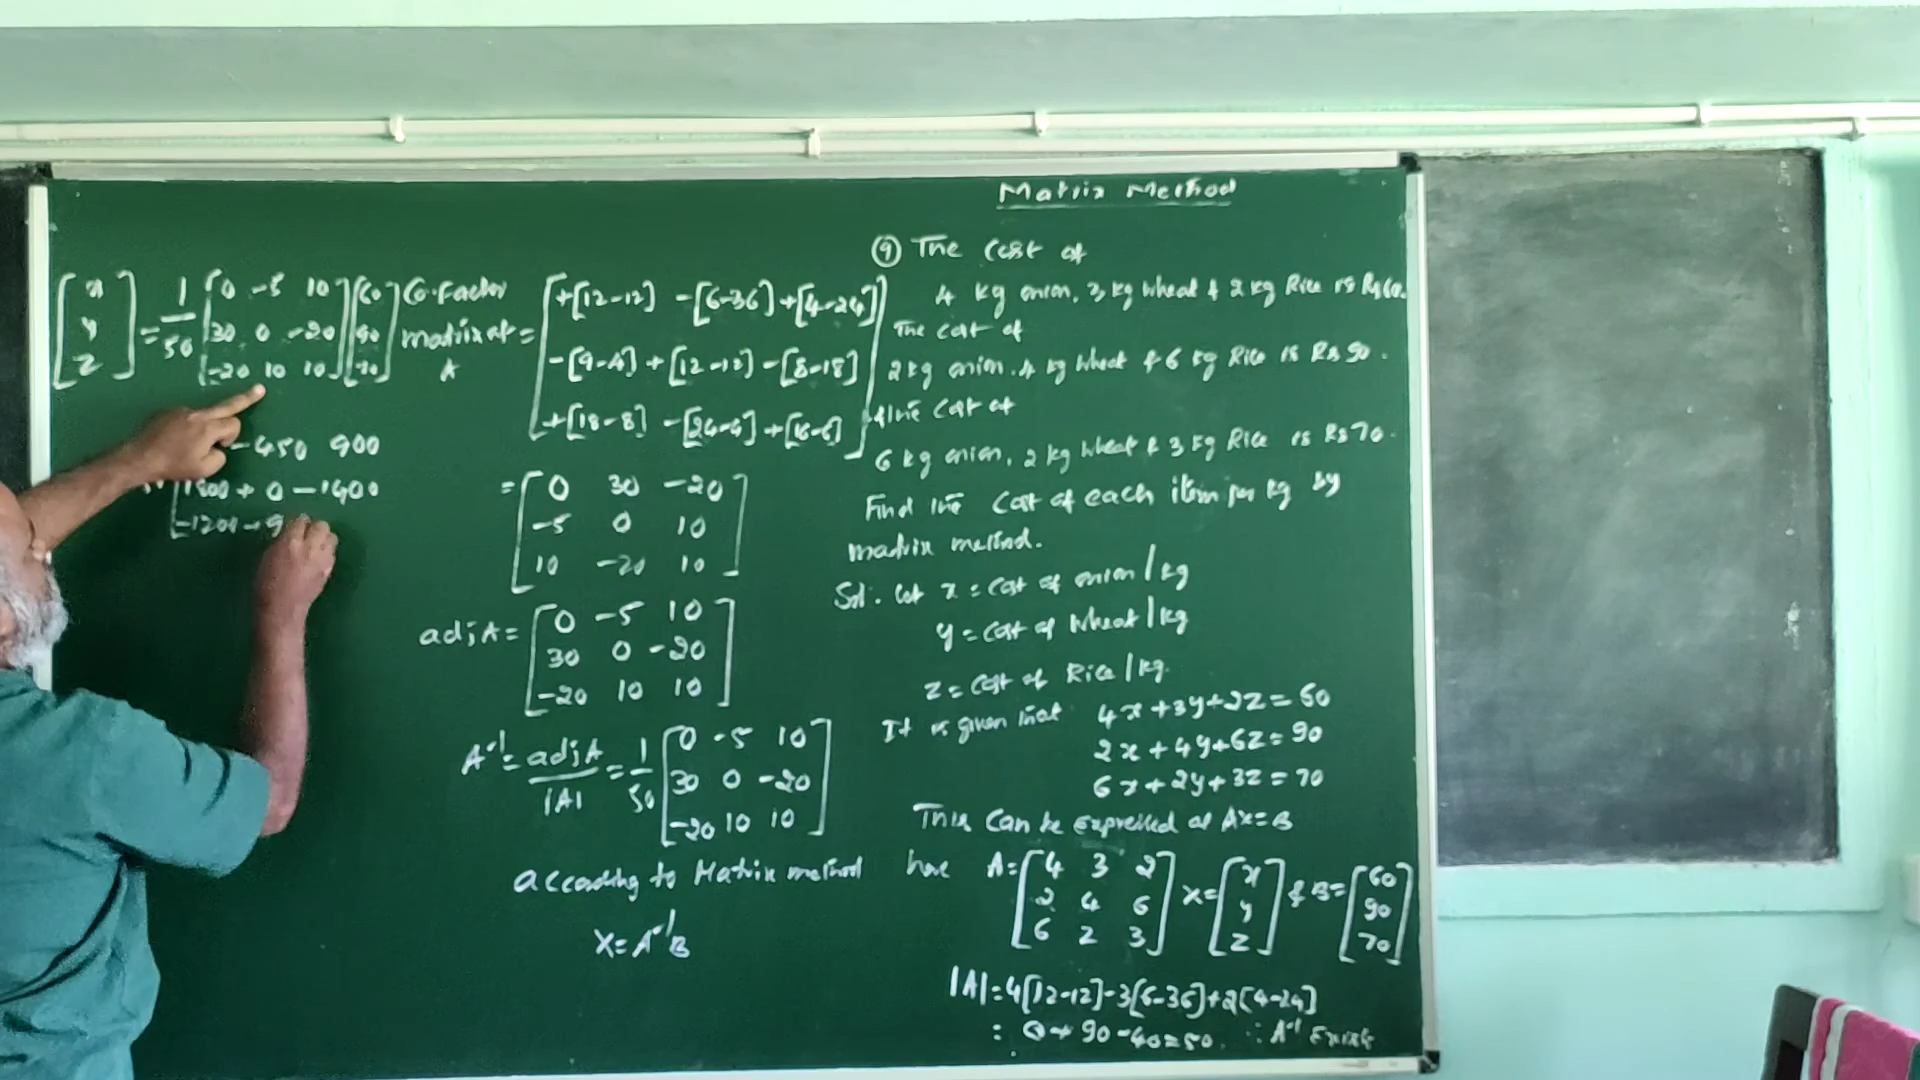 Matrix Method
⑨ The cost of
4 kg onion, 3 kg wheat & 2 kg Rice is Rs 60.
The cost of
2 kg onion, 4 kg wheat & 6 kg Rice is Rs 90.
& the cost of
6 kg onion, 2 kg wheat & 3 kg Rice is Rs 70.
Find the cost of each item per kg by
matrix method.
Sol: Let x = cost of onion/kg
y = cost of wheat/kg
z = cost of Rice/kg.
It is given that 4x+3y+2z = 60
2x+4y+6z = 90
6x+2y+3z = 70
This can be expressed as AX=B
here A = [4 3 2 X = [x & B = [60
2 4 6 y 90
6 2 3] z] 70]
|A| = 4[12-12]-3[6-36]+2[4-24]
= 0+90-40=50. ∴ A⁻¹ Exists
Co-factor [+[12-12] -[6-36] +[4-24]
matrix of = -[9-4] +[12-12] -[8-18]
A +[18-8] -[24-4] +[16-6]]
= [0 30 -20
-5 0 10
10 -20 10]
adj A = [0 -5 10
30 0 -20
-20 10 10]
A⁻¹ = adj A / |A| = 1/50 [0 -5 10
30 0 -20
-20 10 10]
according to Matrix method
X = A⁻¹B
[x [0 -5 10 [60
y = 1/50 30 0 -20 90
z] -20 10 10] 70]
-450 900
1800 + 0 - 1400
-1200 + 9